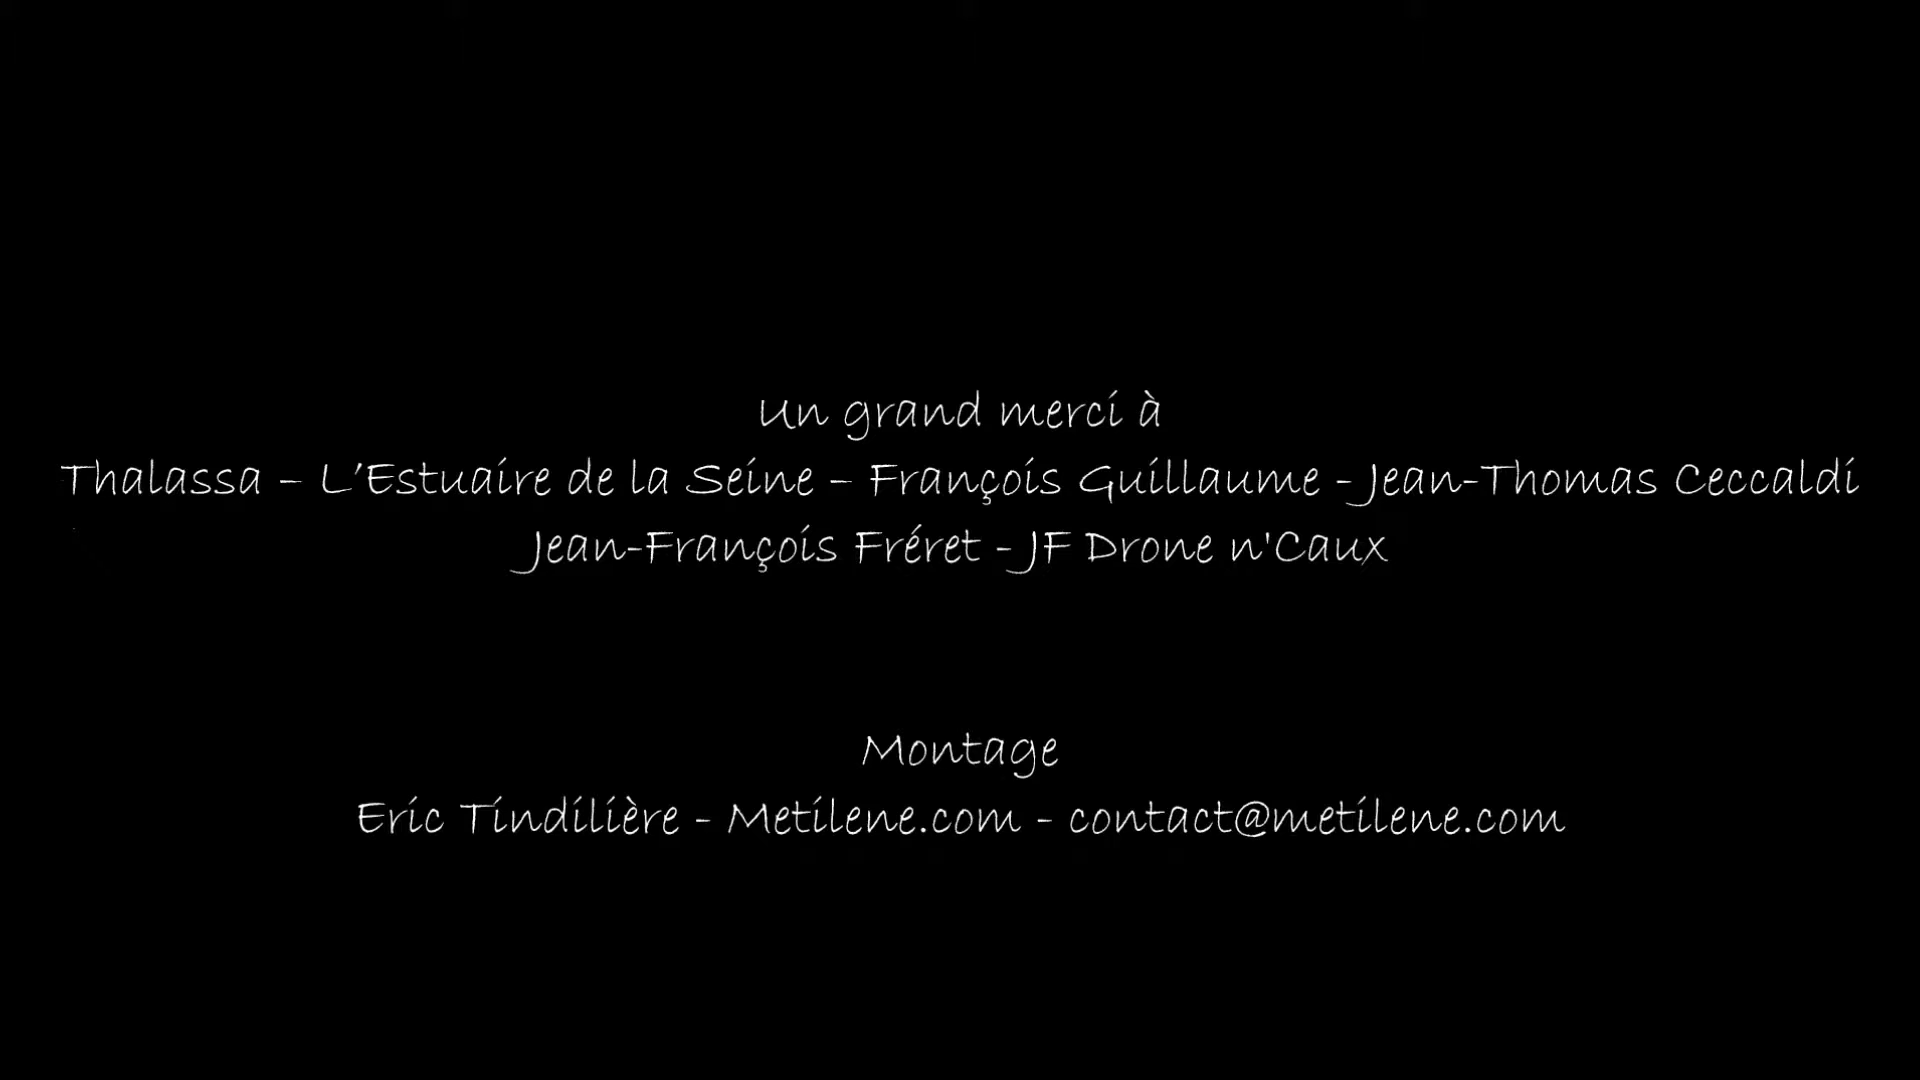 Un grand merci à
Thalassa – L’Estuaire de la Seine – François Guillaume - Jean-Thomas Ceccaldi
Jean-François Fréret - JF Drone n'Caux
Montage
Eric Tindilière - Metilene.com - contact@metilene.com